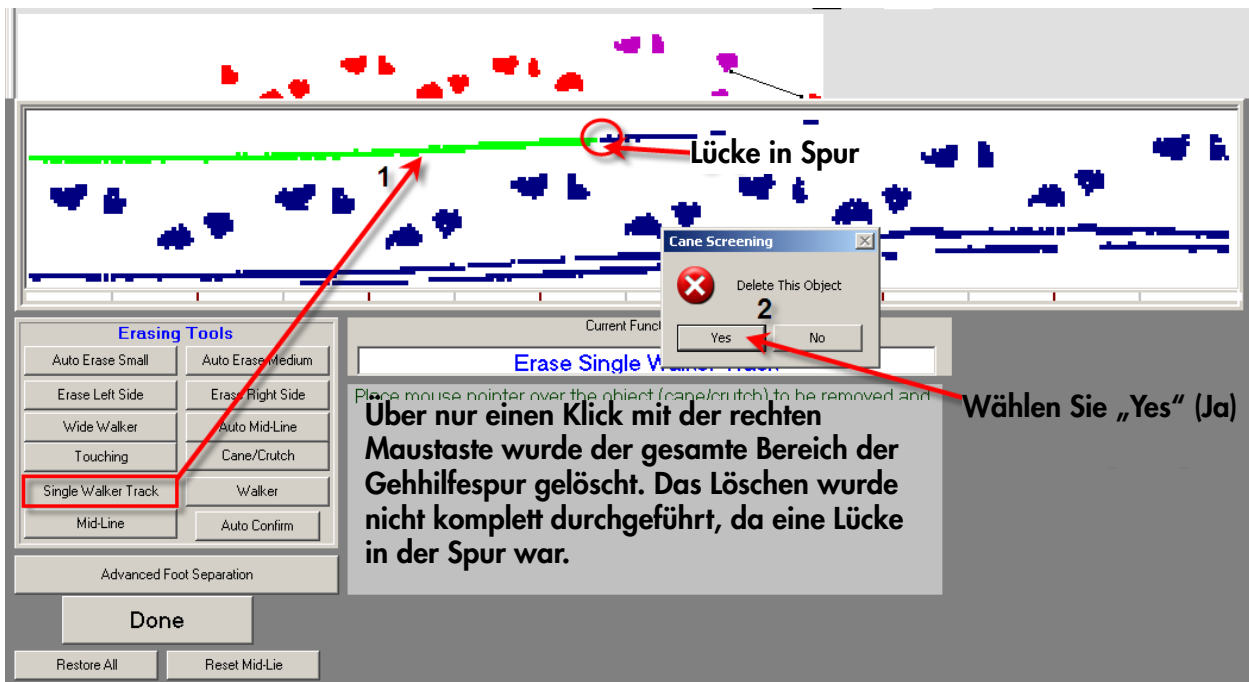 Lücke in Spur
1
Cane Screening
Delete This Object
2
Yes
No
Erasing Tools
Auto Erase Small
Auto Erase Medium
Erase Left Side
Erase Right Side
Wide Walker
Auto Mid-Line
Touching
Cane/Crutch
Single Walker Track
Walker
Mid-Line
Auto Confirm
Advanced Foot Separation
Done
Restore All
Reset Mid-Lie
Current Func
Erase Single W
Place mouse pointer over the object (cane/crutch) to be removed and
Über nur einen Klick mit der rechten
Maustaste wurde der gesamte Bereich der
Gehhilfespur gelöscht. Das Löschen wurde
nicht komplett durchgeführt, da eine Lücke
in der Spur war.
Wählen Sie „Yes“ (Ja)